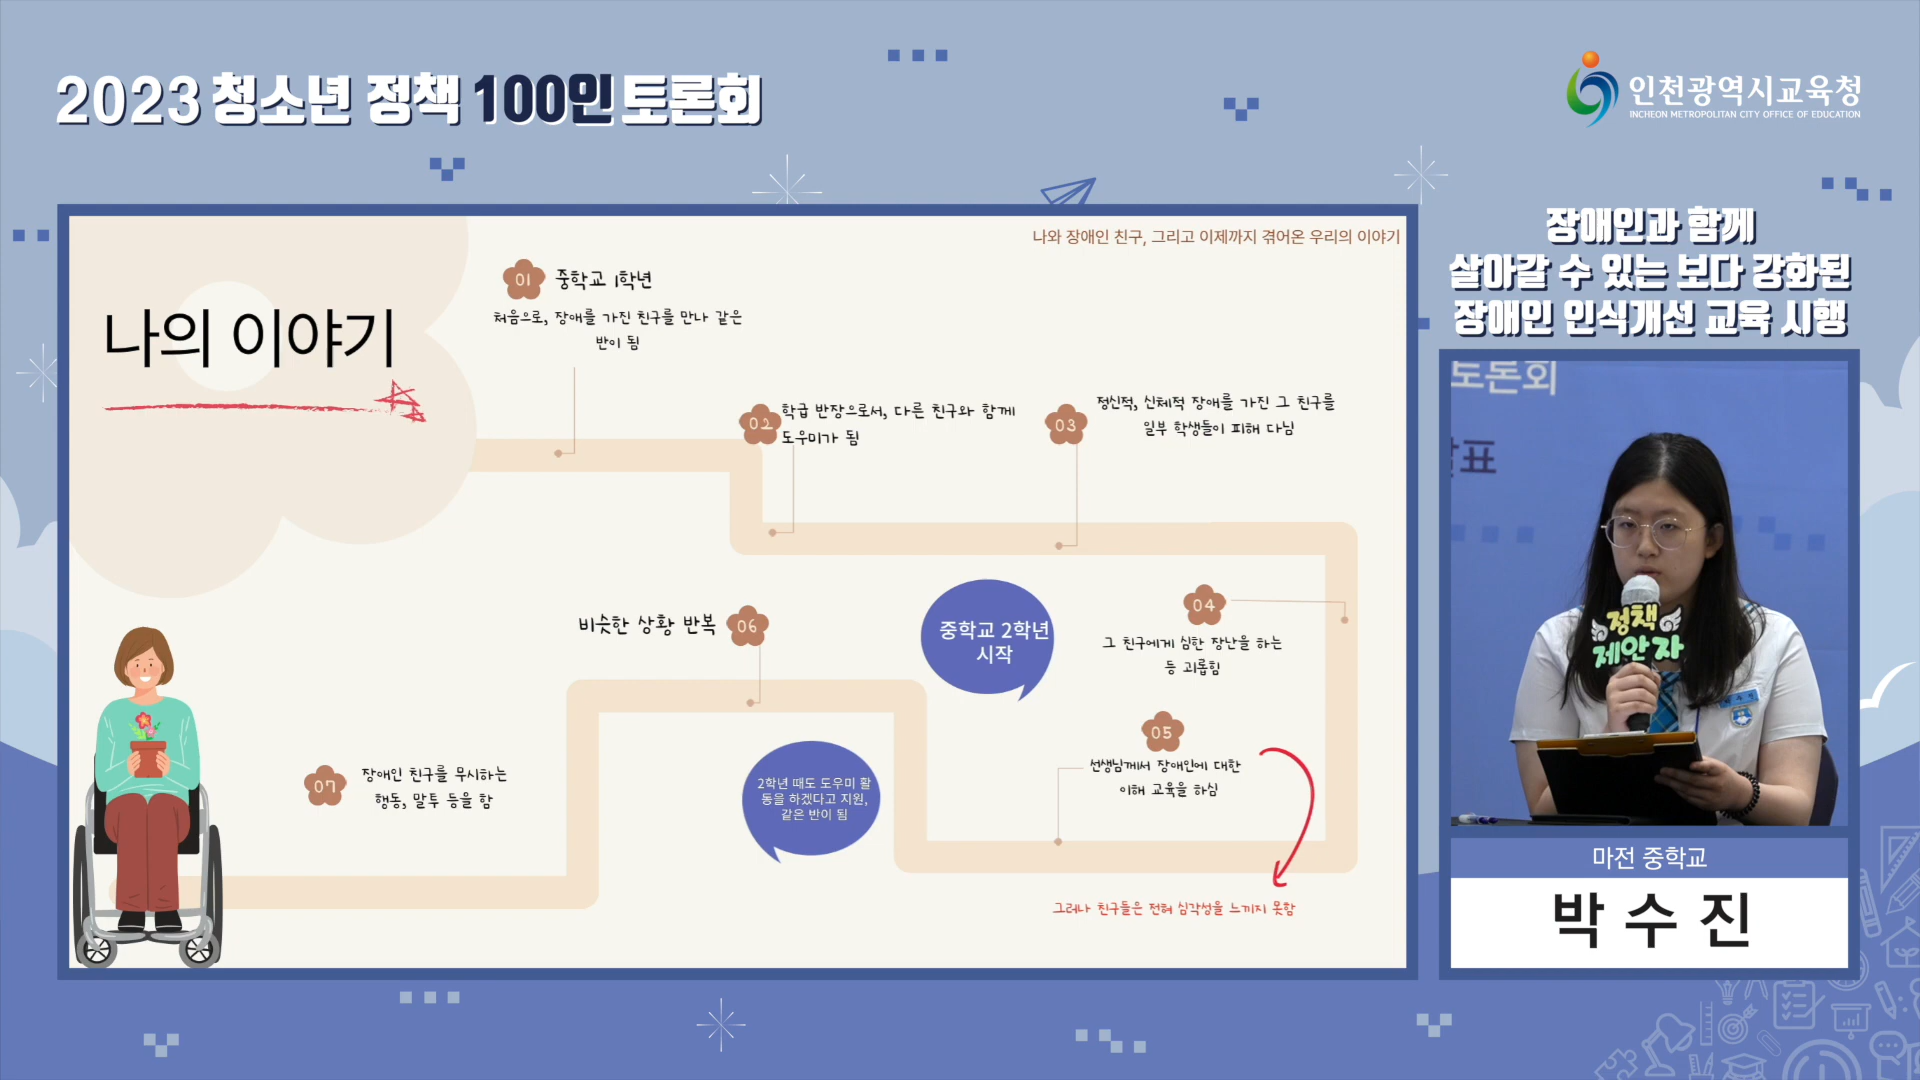 2023 청소년 정책 100인 토론회
인천광역시교육청
INCHEON METROPOLITAN CITY OFFICE OF EDUCATION
나와 장애인 친구, 그리고 이제까지 겪어온 우리의 이야기
나의 이야기
01 중학교 1학년
처음으로, 장애를 가진 친구를 만나 같은
반이 됨
02 학급 반장으로서, 다른 친구와 함께
도우미가 됨
03 정신적, 신체적 장애를 가진 그 친구를
일부 학생들이 피해 다님
04
그 친구에게 심한 장난을 하는
등 괴롭힘
05
선생님께서 장애인에 대한
이해 교육을 하심
그러나 친구들은 전혀 심각성을 느끼지 못함
중학교 2학년
시작
2학년 때도 도우미 활
동을 하겠다고 지원,
같은 반이 됨
비슷한 상황 반복 06
07 장애인 친구를 무시하는
행동, 말투 등을 함
장애인과 함께
살아갈 수 있는 보다 강화된
장애인 인식개선 교육 시행
토론회
표
정책
제안자
마전 중학교
박수진